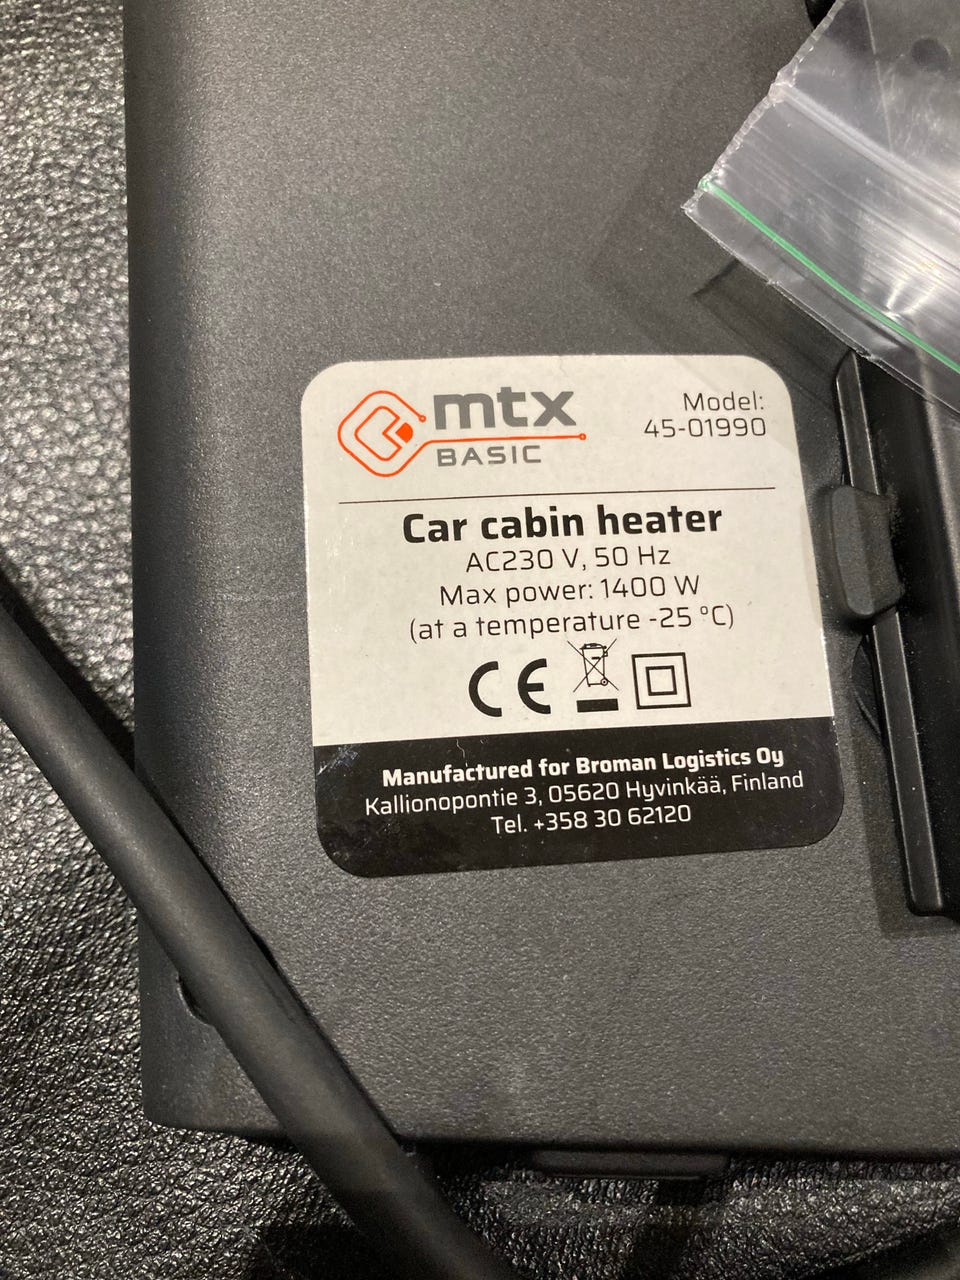 mtx
BASIC
Model:
45-01990
Car cabin heater
AC230 V, 50 Hz
Max power: 1400 W
(at a temperature -25 °C)
CE
Manufactured for Broman Logistics Oy
Kallionopontie 3, 05620 Hyvinkää, Finland
Tel. +358 30 62120